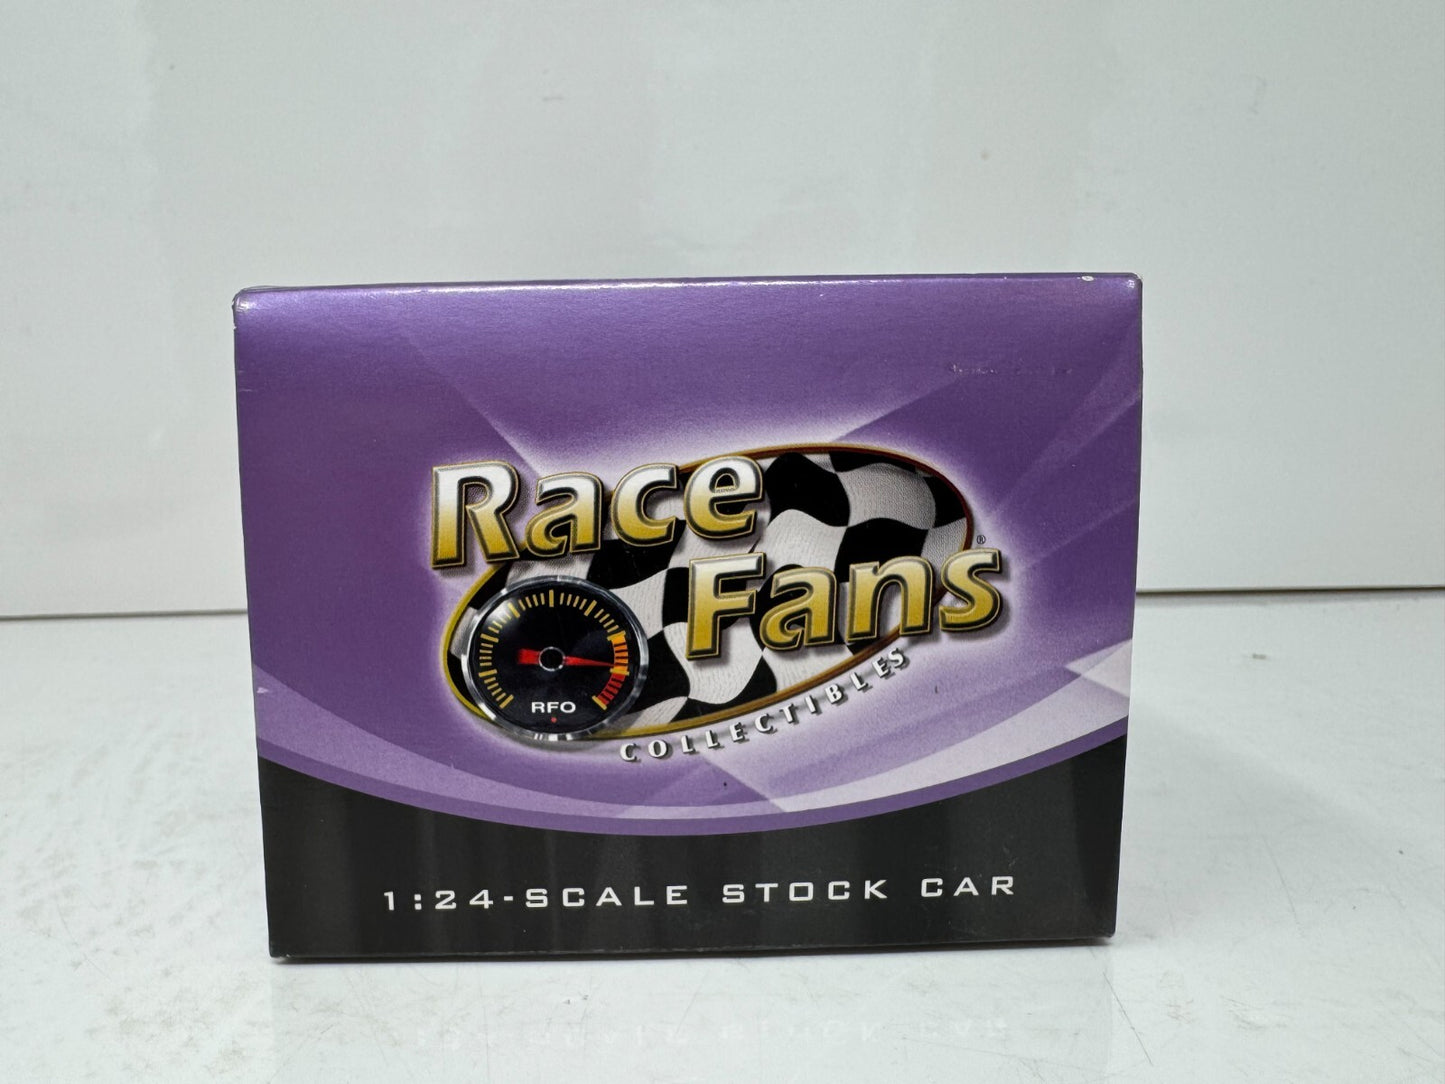 Race
Fans®
RFO
COLLECTIBLES
1:24-SCALE STOCK CAR